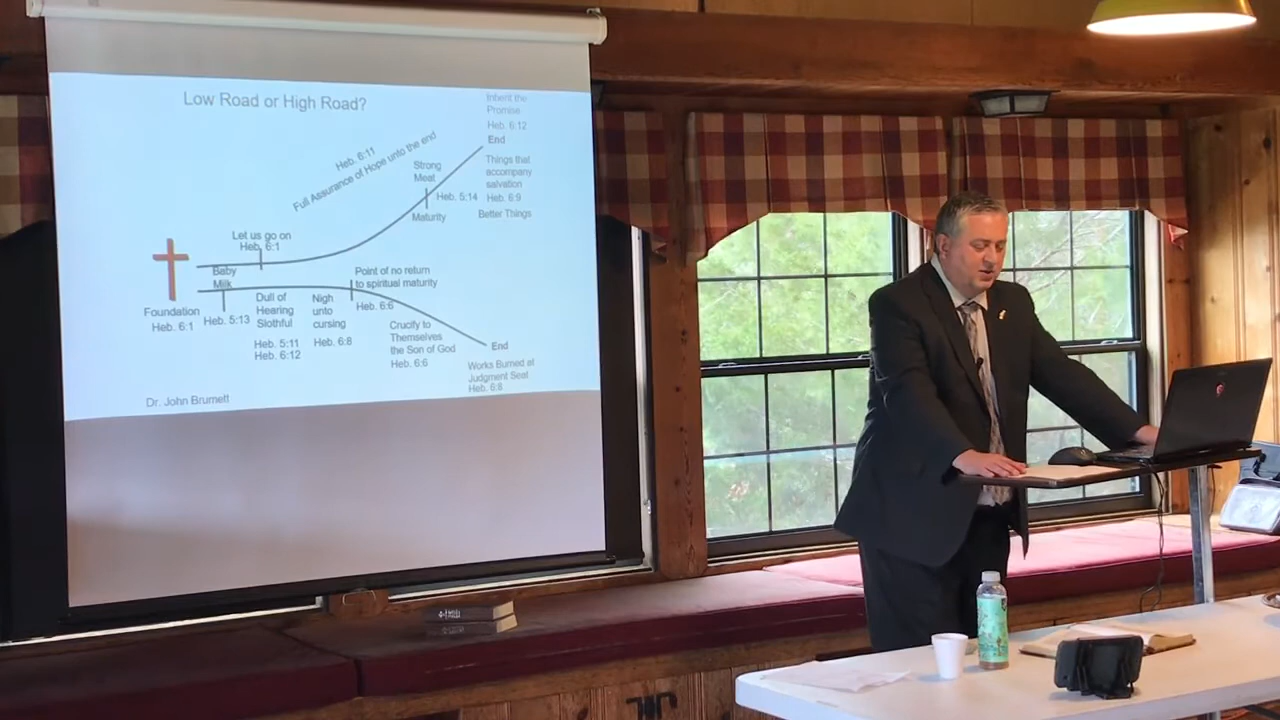 Low Road or High Road?
Inherit the
Promise
Heb. 6:12
End
Heb. 6:11
Full Assurance of Hope unto the end
Strong
Meat
Heb. 5:14
Maturity
Things that
accompany
salvation
Heb. 6:9
Better Things
Let us go on
Heb. 6:1
Baby
Milk
Foundation
Heb. 6:1
Heb. 5:13
Dull of
Hearing
Slothful
Heb. 5:11
Heb. 6:12
Nigh
unto
cursing
Heb. 6:8
Point of no return
to spiritual maturity
Heb. 6:6
Crucify to
Themselves
the Son of God
Heb. 6:6
End
Works Burned at
Judgment Seat
Heb. 6:8
Dr. John Brumett